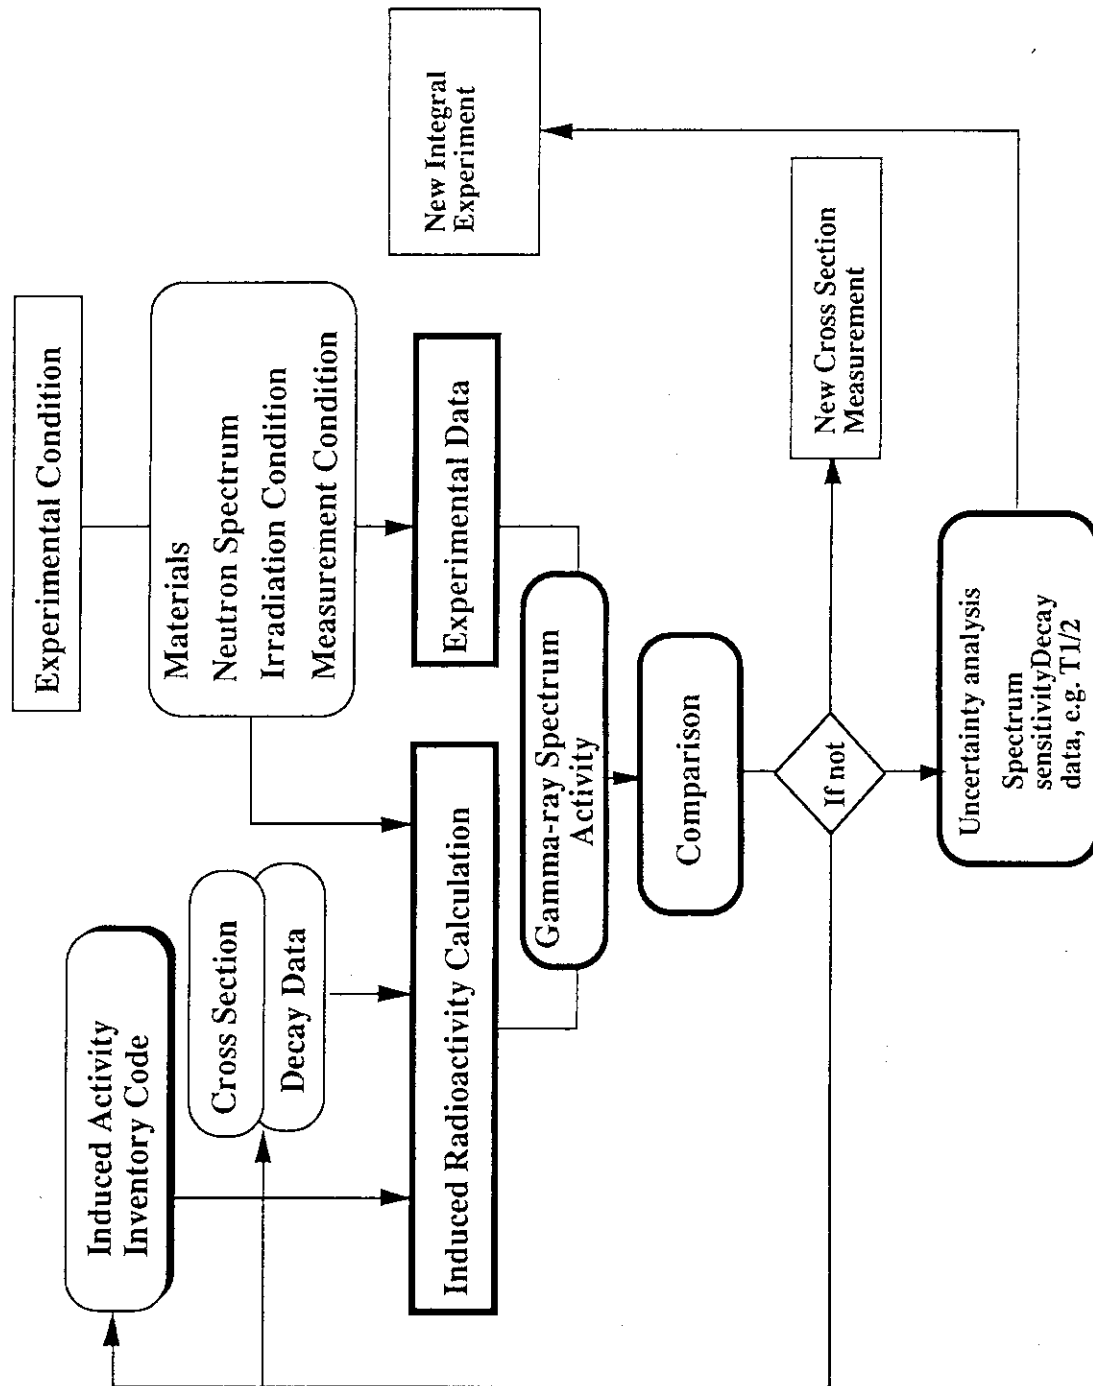 Induced Activity
Inventory Code
Experimental Condition
Cross Section
Decay Data
Materials
Neutron Spectrum
Irradiation Condition
Measurement Condition
Induced Radioactivity Calculation
Experimental Data
New Integral
Experiment
Gamma-ray Spectrum
Activity
Comparison
If not
New Cross Section
Measurement
Uncertainty analysis
Spectrum
sensitivityDecay
data, e.g. T1/2